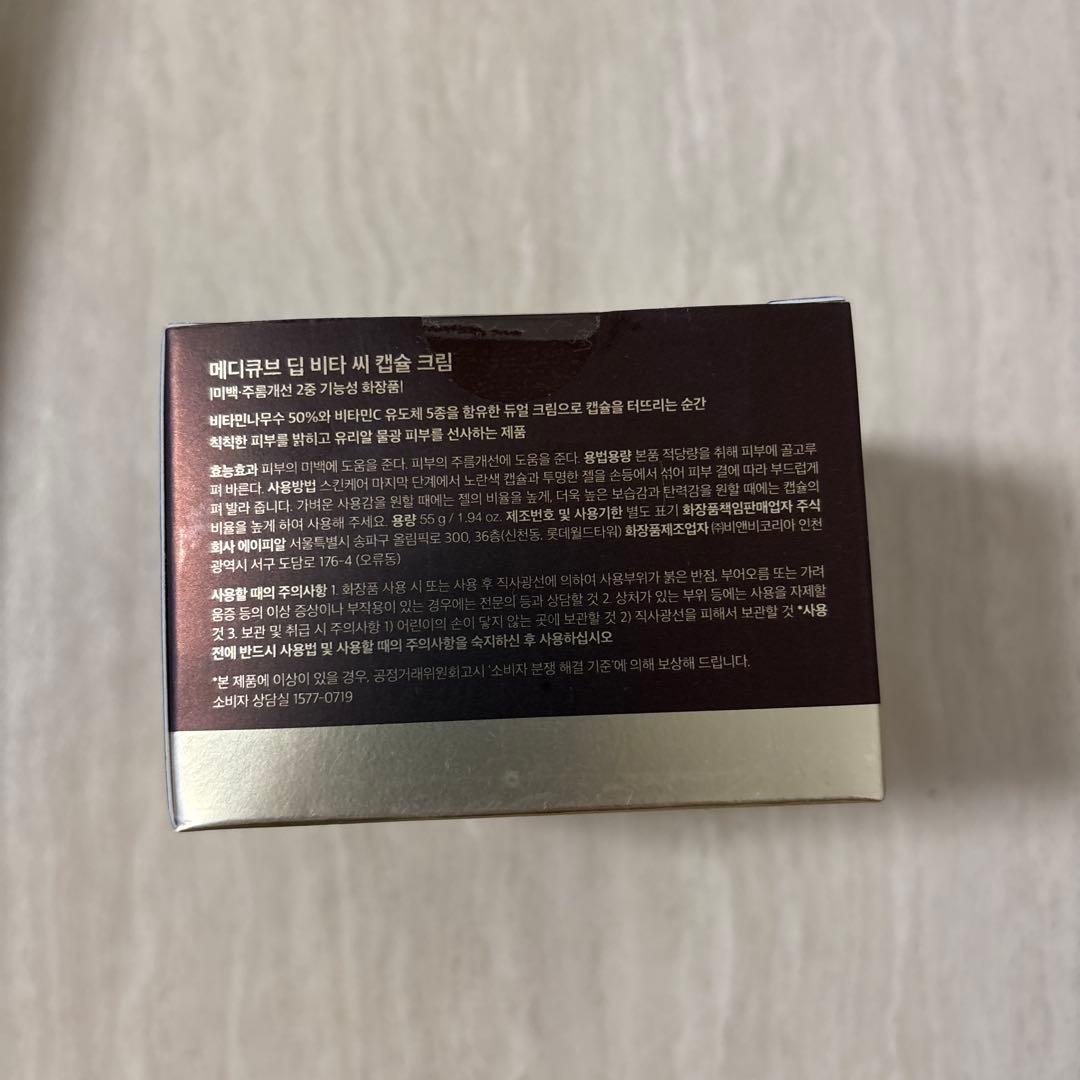 메디큐브 딥 비타 씨 캡슐 크림
|미백·주름개선 2중 기능성 화장품|
비타민나무수 50%와 비타민C 유도체 5종을 함유한 듀얼 크림으로 캡슐을 터뜨리는 순간
칙칙한 피부를 밝히고 유리알 물광 피부를 선사하는 제품
효능효과 피부의 미백에 도움을 준다. 피부의 주름개선에 도움을 준다. 용법용량 본품 적당량을 취해 피부에 골고루
펴 바른다. 사용방법 스킨케어 마지막 단계에서 노란색 캡슐과 투명한 젤을 손등에서 섞어 피부 결에 따라 부드럽게
펴 발라 줍니다. 가벼운 사용감을 원할 때에는 젤의 비율을 높게, 더욱 높은 보습감과 탄력감을 원할 때에는 캡슐의
비율을 높게 하여 사용해 주세요. 용량 55 g / 1.94 oz. 제조번호 및 사용기한 별도 표기 화장품책임판매업자 주식
회사 에이피알 서울특별시 송파구 올림픽로 300, 36층(신천동, 롯데월드타워) 화장품제조업자 ㈜비앤비코리아 인천
광역시 서구 도담로 176-4 (오류동)
사용할 때의 주의사항 1. 화장품 사용 시 또는 사용 후 직사광선에 의하여 사용부위가 붉은 반점, 부어오름 또는 가려
움증 등의 이상 증상이나 부작용이 있는 경우에는 전문의 등과 상담할 것 2. 상처가 있는 부위 등에는 사용을 자제할
것 3. 보관 및 취급 시 주의사항 1) 어린이의 손이 닿지 않는 곳에 보관할 것 2) 직사광선을 피해서 보관할 것 *사용
전에 반드시 사용법 및 사용할 때의 주의사항을 숙지하신 후 사용하십시오
*본 제품에 이상이 있을 경우, 공정거래위원회고시 '소비자 분쟁 해결 기준'에 의해 보상해 드립니다.
소비자 상담실 1577-0719